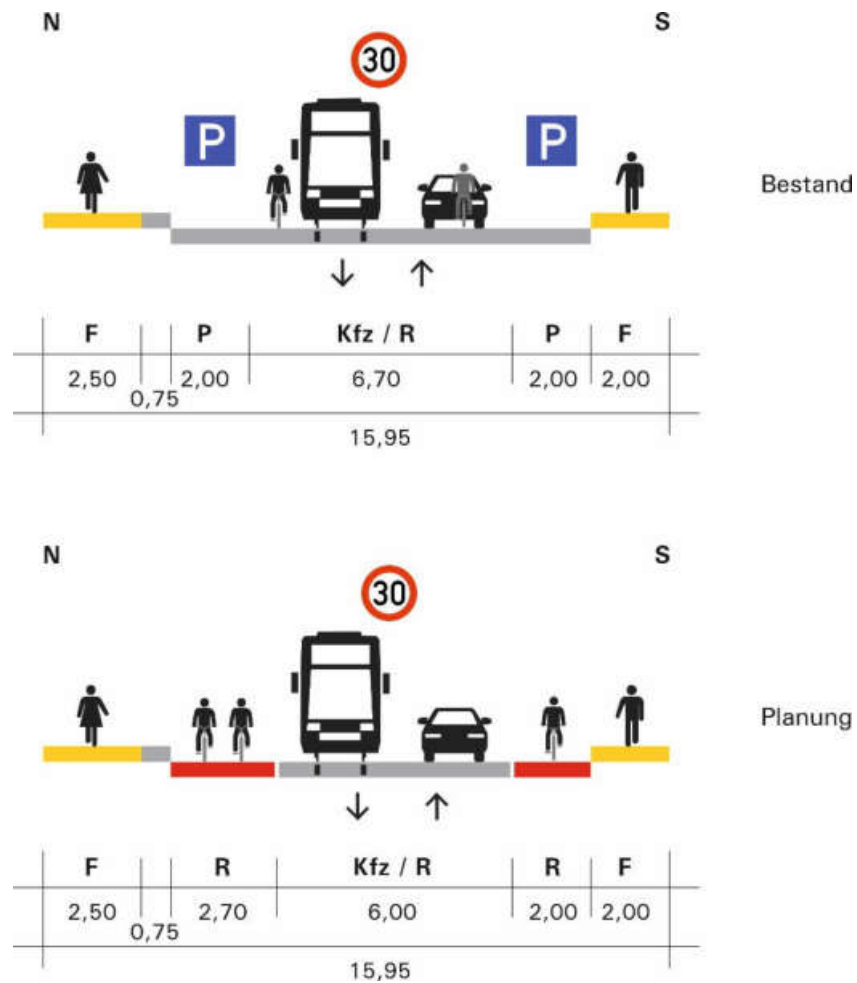 N S
30
P P
Bestand
F P Kfz / R P F
2,50 2,00 6,70 2,00 2,00
0,75
15,95
N S
30
Planung
F R Kfz / R R F
2,50 2,70 6,00 2,00 2,00
0,75
15,95